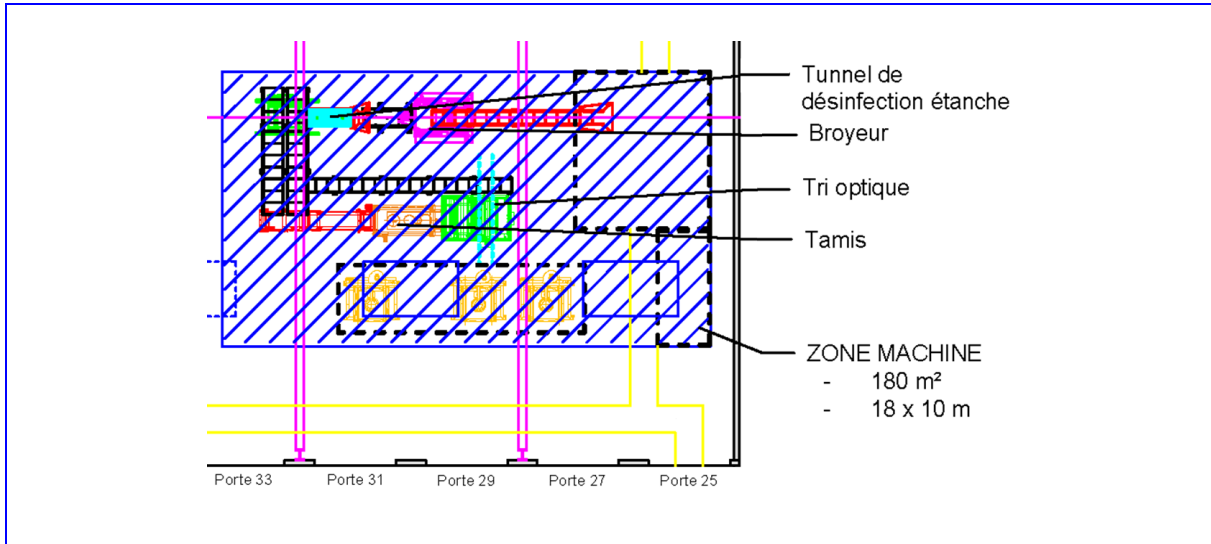 Tunnel de
désinfection étanche
Broyeur
Tri optique
Tamis
ZONE MACHINE
- 180 m²
- 18 x 10 m
Porte 33 Porte 31 Porte 29 Porte 27 Porte 25